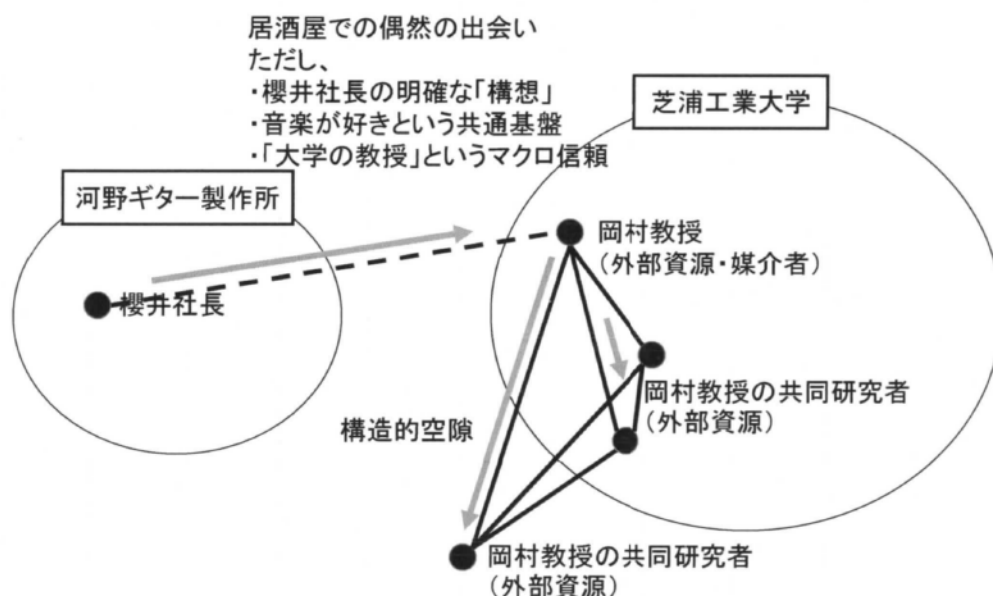 居酒屋での偶然の出会い
ただし、
・櫻井社長の明確な「構想」
・音楽が好きという共通基盤
・「大学の教授」というマクロ信頼
芝浦工業大学
河野ギター製作所
岡村教授
(外部資源・媒介者)
櫻井社長
岡村教授の共同研究者
(外部資源)
構造的空隙
岡村教授の共同研究者
(外部資源)